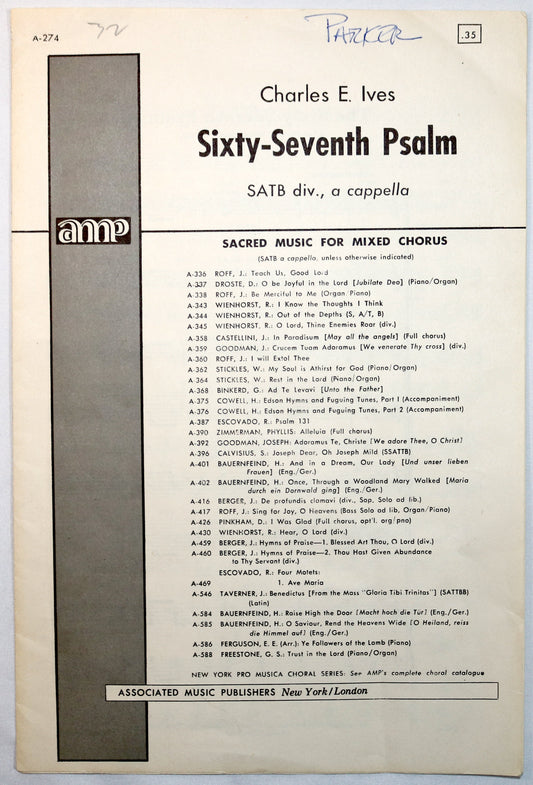 A-274
32
PARKER
.35
Charles E. Ives
Sixty-Seventh Psalm
SATB div., a cappella
amp
SACRED MUSIC FOR MIXED CHORUS
(SATB a cappella, unless otherwise indicated)
A-336 ROFF, J.: Teach Us, Good Lord
A-337 DROSTE, D.: O be Joyful in the Lord [Jubilate Deo] (Piano/Organ)
A-338 ROFF, J.: Be Merciful to Me (Organ/Piano)
A-343 WIENHORST, R.: I Know the Thoughts I Think
A-344 WIENHORST, R.: Out of the Depths (S, A/T, B)
A-345 WIENHORST, R.: O Lord, Thine Enemies Roar (div.)
A-358 CASTELLINI, J.: In Paradisum [May all the angels] (Full chorus)
A-359 GOODMAN, J.: Crucem Tuam Adoramus [We venerate Thy cross] (div.)
A-360 ROFF, J.: I will Extol Thee
A-362 STICKLES, W.: My Soul is Athirst for God (Piano/Organ)
A-364 STICKLES, W.: Rest in the Lord (Piano/Organ)
A-368 BINKERD, G.: Ad Te Levavi [Unto the Father]
A-375 COWELL, H.: Edson Hymns and Fuguing Tunes, Part 1 (Accompaniment)
A-376 COWELL, H.: Edson Hymns and Fuguing Tunes, Part 2 (Accompaniment)
A-387 ESCOVADO, R.: Psalm 131
A-390 ZIMMERMAN, PHYLLIS: Alleluia (Full chorus)
A-392 GOODMAN, JOSEPH: Adoramus Te, Christe [We adore Thee, O Christ]
A-396 CALVISIUS, S.: Joseph Dear, Oh Joseph Mild (SSATTB)
A-401 BAUERNFEIND, H.: And in a Dream, Our Lady [Und unser lieben
Frauen] (Eng./Ger.)
A-402 BAUERNFEIND, H.: Once, Through a Woodland Mary Walked [Maria
durch ein Dornwald ging] (Eng./Ger.)
A-416 BERGER, J.: De profundis clamavi (div., Sop. Solo ad lib.)
A-417 ROFF, J.: Sing for Joy, O Heavens (Bass Solo ad lib, Organ/Piano)
A-426 PINKHAM, D.: I Was Glad (Full chorus, opt'l. org/pno)
A-430 WIENHORST, R.: Hear, O Lord (div.)
A-459 BERGER, J.: Hymns of Praise—1. Blessed Art Thou, O Lord (div.)
A-460 BERGER, J.: Hymns of Praise—2. Thou Hast Given Abundance
to Thy Servant (div.)
ESCOVADO, R.: Four Motets:
A-469 1. Ave Maria
A-546 TAVERNER, J.: Benedictus [From the Mass "Gloria Tibi Trinitas"] (SATTBB)
(Latin)
A-584 BAUERNFEIND, H.: Raise High the Door [Macht hoch die Tür] (Eng./Ger.)
A-585 BAUERNFEIND, H.: O Saviour, Rend the Heavens Wide [O Heiland, reiss
die Himmel auf] (Eng./Ger.)
A-586 FERGUSON, E. E. (Arr.): Ye Followers of the Lamb (Piano)
A-588 FREESTONE, G. S.: Trust in the Lord (Piano/Organ)
NEW YORK PRO MUSICA CHORAL SERIES: See AMP's complete choral catalogue
ASSOCIATED MUSIC PUBLISHERS New York/London